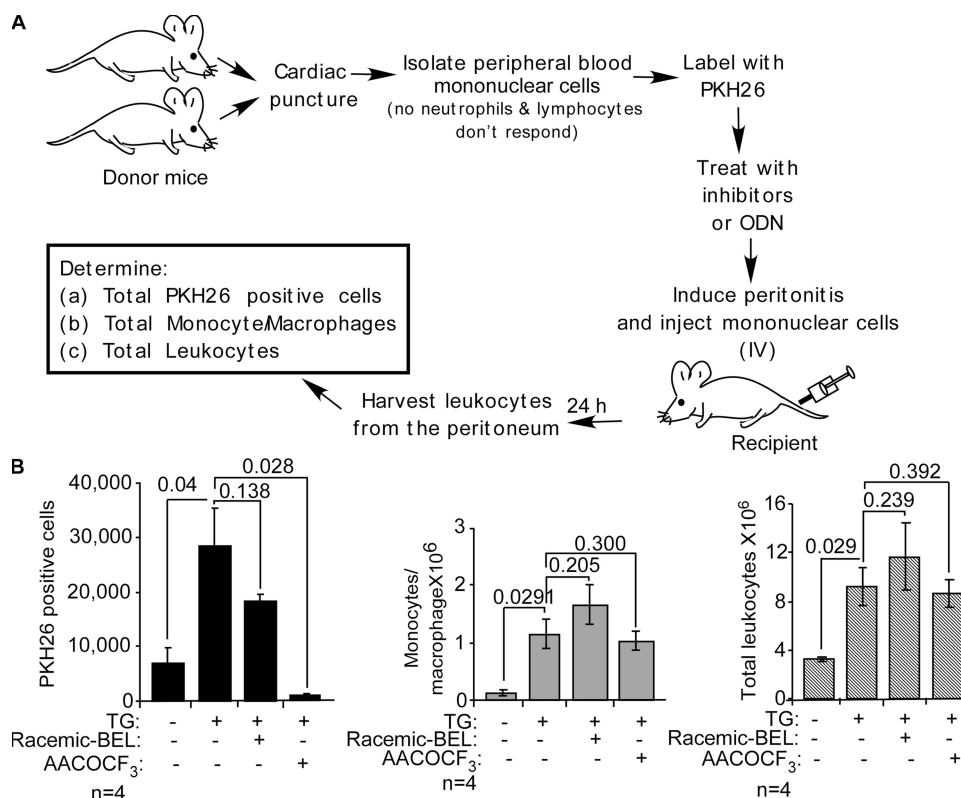 A
Cardiac
puncture
Isolate peripheral blood
mononuclear cells
(no neutrophils & lymphocytes
don't respond)
Label with
PKH26
Donor mice
Treat with
inhibitors
or ODN
Induce peritonitis
and inject mononuclear cells
(IV)
Recipient
24 h
Harvest leukocytes
from the peritoneum
Determine:
(a) Total PKH26 positive cells
(b) Total Monocyte/Macrophages
(c) Total Leukocytes
B
PKH26 positive cells
40,000
30,000
20,000
10,000
0
0.04
0.028
0.138
TG: - + + +
Racemic-BEL: - - + -
AACOCF3: - - - +
n=4
Monocytes/
macrophageX10^6
3
2
1
0
0.0291
0.300
0.205
TG: - + + +
Racemic-BEL: - - + -
AACOCF3: - - - +
n=4
Total leukocytes X10^6
16
12
8
4
0
0.029
0.392
0.239
TG: - + + +
Racemic-BEL: - - + -
AACOCF3: - - - +
n=4